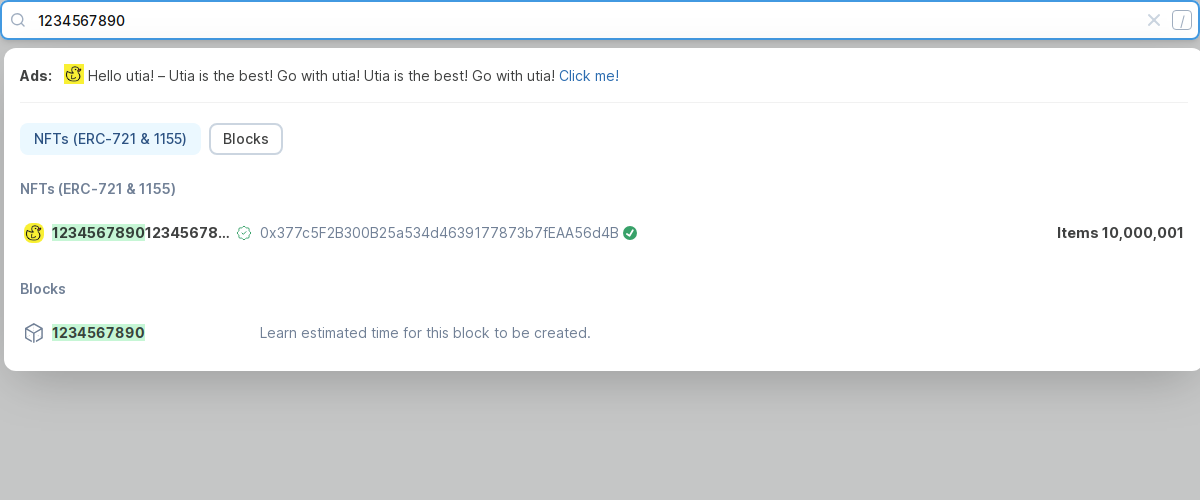 1234567890 /
Ads: Hello utia! – Utia is the best! Go with utia! Utia is the best! Go with utia! Click me!
NFTs (ERC-721 & 1155) Blocks
NFTs (ERC-721 & 1155)
123456789012345678... 0x377c5F2B300B25a534d4639177873b7fEAA56d4B Items 10,000,001
Blocks
1234567890 Learn estimated time for this block to be created.